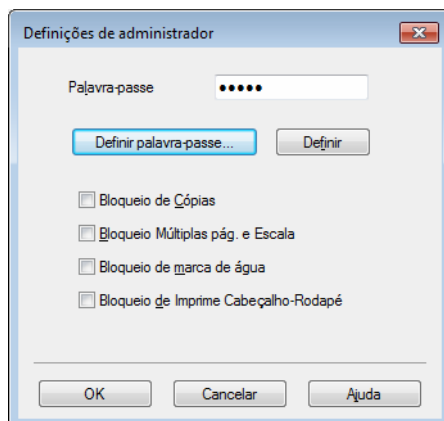 Definições de administrador
Palavra-passe •••••
Definir palavra-passe... Definir
Bloqueio de Cópias
Bloqueio Múltiplas pág. e Escala
Bloqueio de marca de água
Bloqueio de Imprime Cabeçalho-Rodapé
OK Cancelar Ajuda